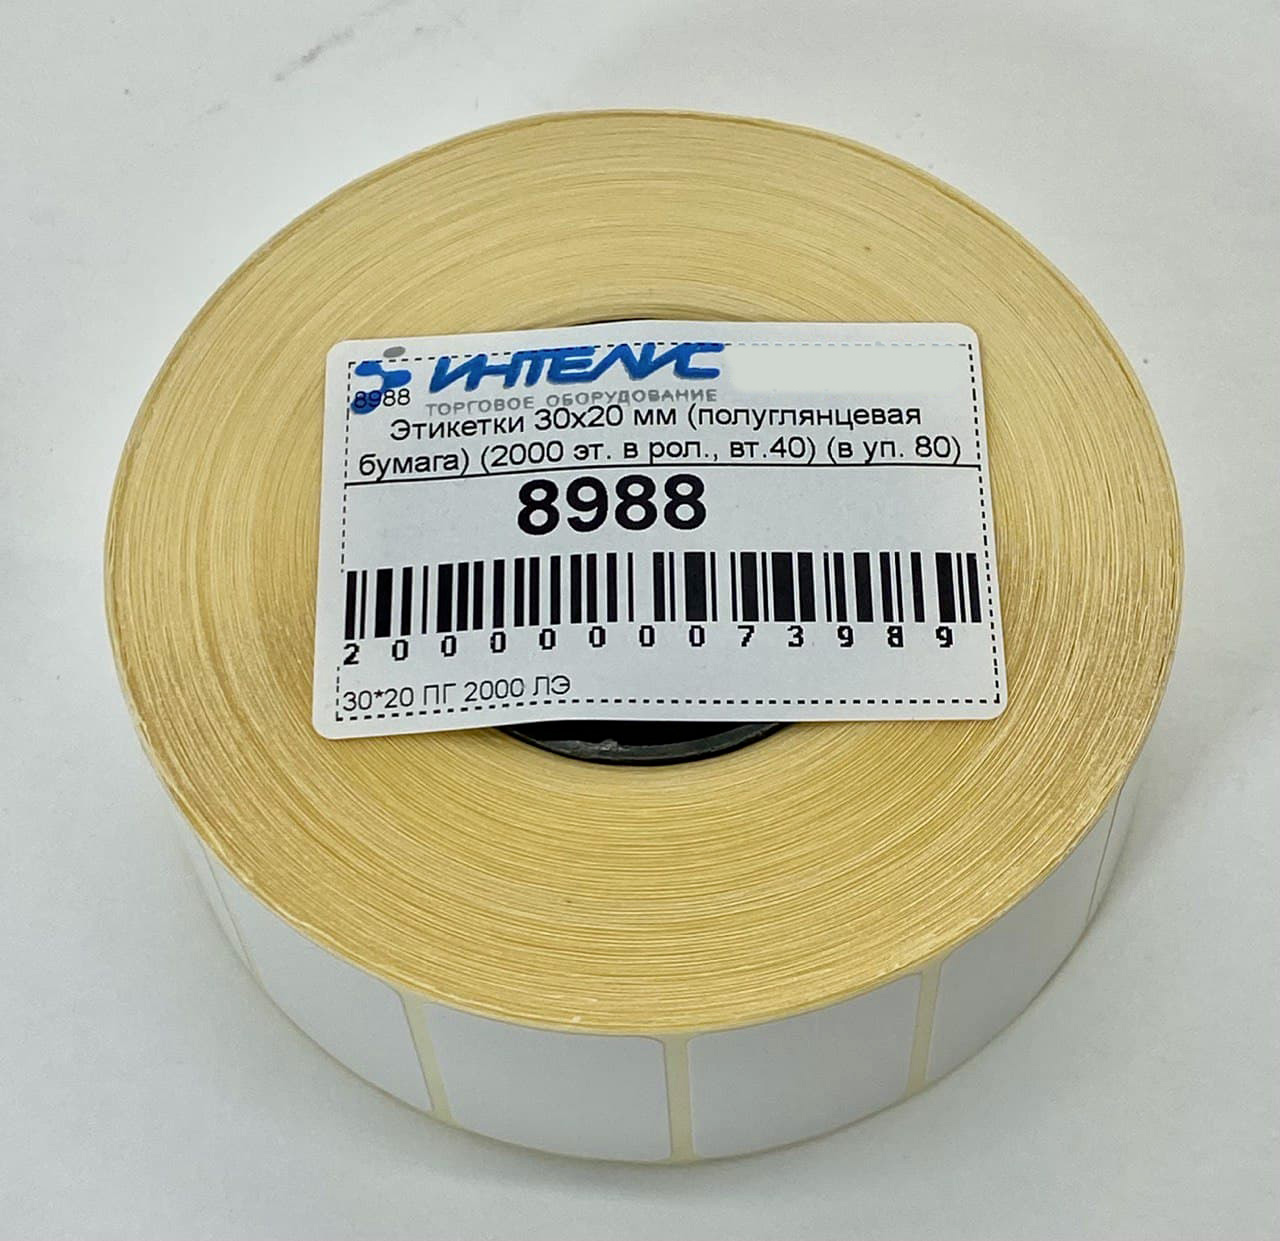 ИНТЕЛИС
ТОРГОВОЕ ОБОРУДОВАНИЕ
8988
Этикетки 30x20 мм (полуглянцевая
бумага) (2000 эт. в рол., вт.40) (в уп. 80)
8988
2000000073989
30*20 ПГ 2000 ЛЭ